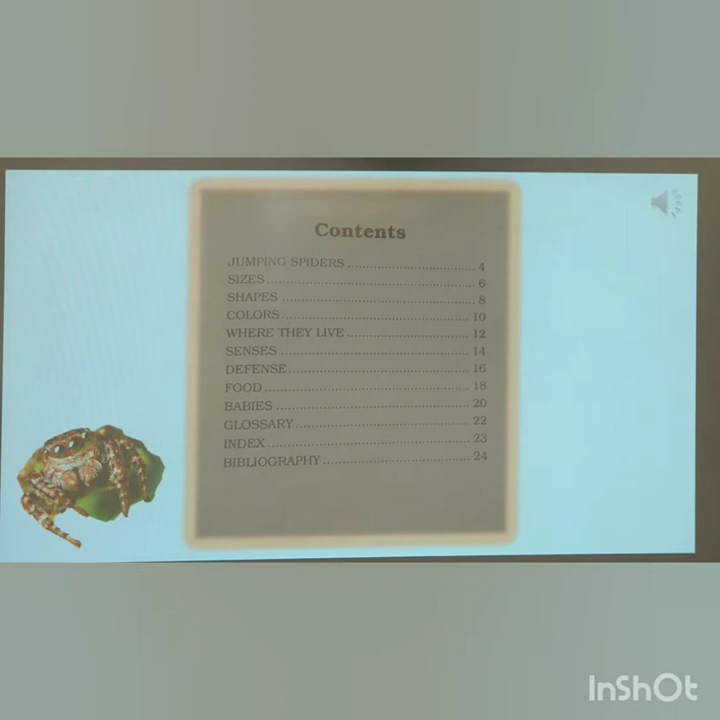 Contents
JUMPING SPIDERS ........................................ 4
SIZES ........................................ 6
SHAPES ........................................ 8
COLORS ........................................ 10
WHERE THEY LIVE ........................................ 12
SENSES ........................................ 14
DEFENSE ........................................ 16
FOOD ........................................ 18
BABIES ........................................ 20
GLOSSARY ........................................ 22
INDEX ........................................ 23
BIBLIOGRAPHY ........................................ 24
InShOt